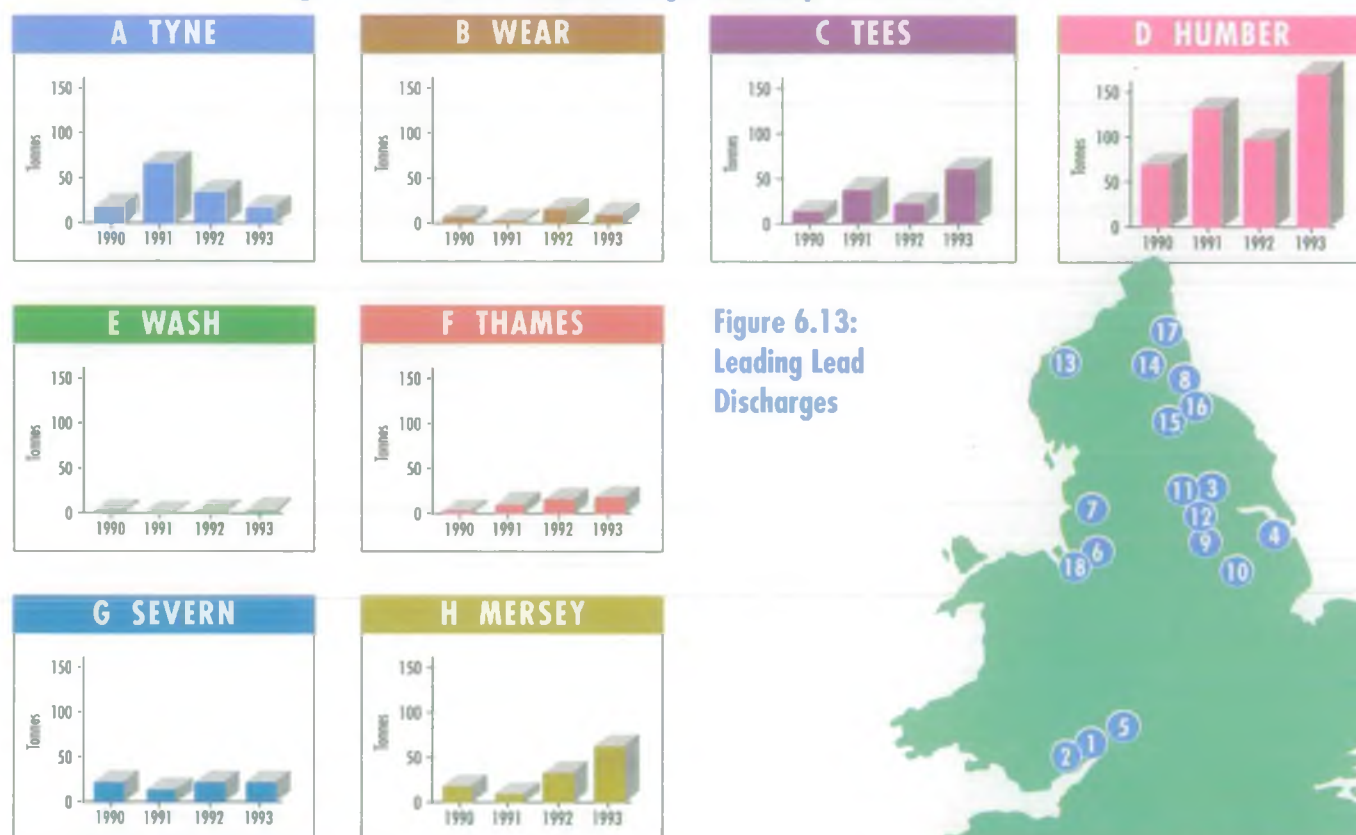 A TYNE
150
100
50
0
Tonnes
1990 1991 1992 1993
B WEAR
150
100
50
0
Tonnes
1990 1991 1992 1993
C TEES
150
100
50
0
Tonnes
1990 1991 1992 1993
D HUMBER
150
100
50
0
Tonnes
1990 1991 1992 1993
E WASH
150
100
50
0
Tonnes
1990 1991 1992 1993
F THAMES
150
100
50
0
Tonnes
1990 1991 1992 1993
Figure 6.13:
Leading Lead
Discharges
G SEVERN
150
100
50
0
Tonnes
1990 1991 1992 1993
H MERSEY
150
100
50
0
Tonnes
1990 1991 1992 1993
17
13
14
8
16
15
11
3
7
12
4
9
6
18
10
5
1
2